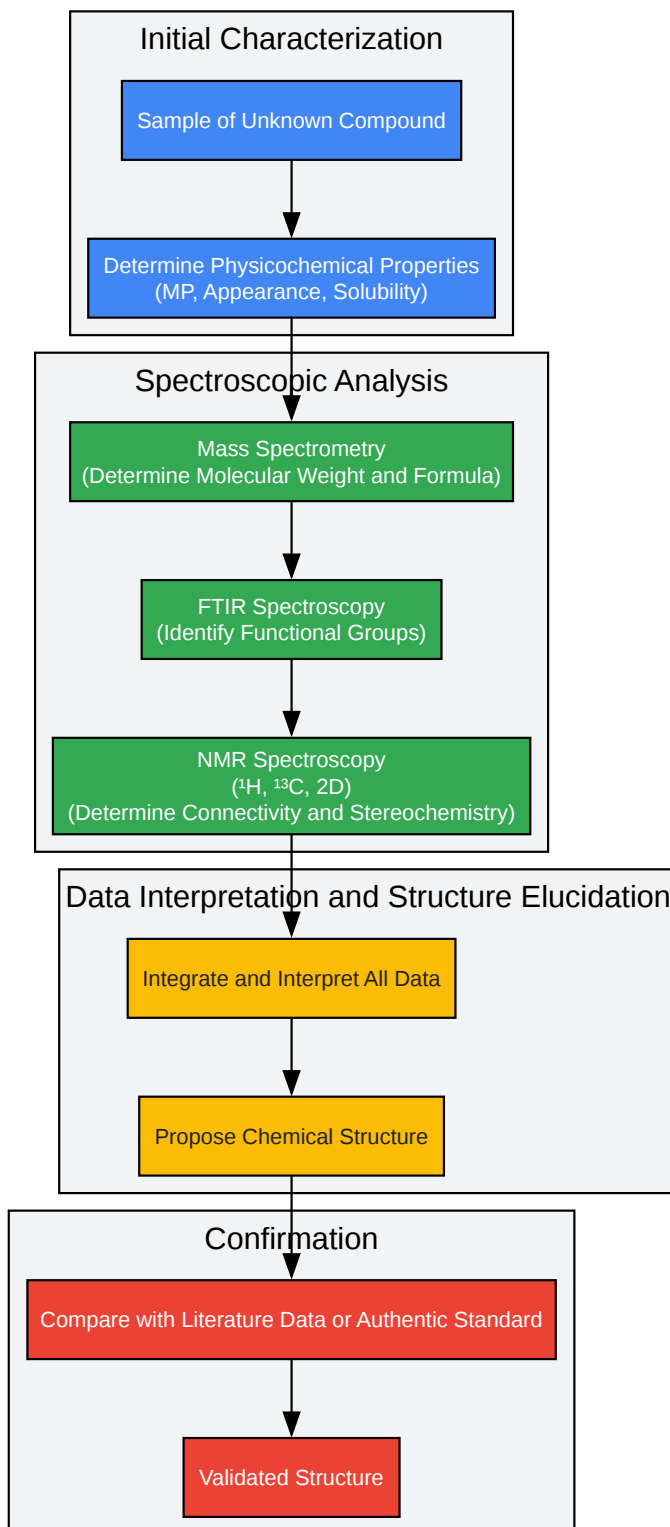 Initial Characterization
Sample of Unknown Compound
Determine Physicochemical Properties
(MP, Appearance, Solubility)
Spectroscopic Analysis
Mass Spectrometry
(Determine Molecular Weight and Formula)
FTIR Spectroscopy
(Identify Functional Groups)
NMR Spectroscopy
(¹H, ¹³C, 2D)
(Determine Connectivity and Stereochemistry)
Data Interpretation and Structure Elucidation
Integrate and Interpret All Data
Propose Chemical Structure
Confirmation
Compare with Literature Data or Authentic Standard
Validated Structure